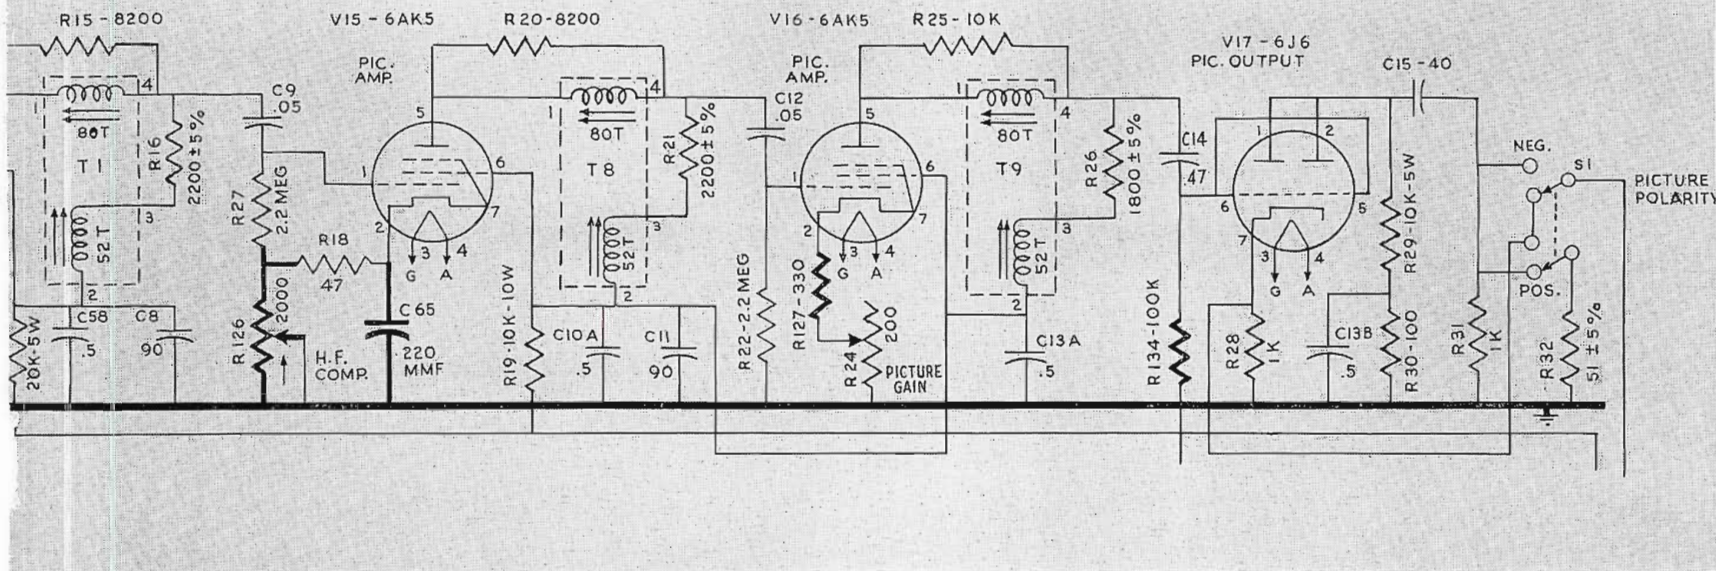 R15-8200
V15-6AK5
R20-8200
V16-6AK5
R25-10K
V17-6J6
PIC. OUTPUT
C15-40
PIC.
AMP.
PIC.
AMP.
1
4
80T
T1
R16
2200±5%
3
52T
2
C9
.05
R27
2.2 MEG
R18
47
5
1
6
2
7
3
4
G
A
1
4
80T
T8
R21
2200±5%
3
52T
2
C12
.05
5
1
6
2
7
3
4
G
A
1
4
80T
T9
R26
1800±5%
3
52T
2
C14
.47
1
2
6
5
7
3
4
G
A
R29-10K-5W
NEG.
S1
PICTURE
POLARITY
POS.
20K-5W
C58
.5
C8
90
R126
2000
H.F.
COMP.
C65
220
MMF
R19-10K-10W
C10A
.5
C11
90
R22-2.2MEG
R127-330
R24
200
PICTURE
GAIN
C13A
.5
R134-100K
R28
1K
C13B
.5
R30-100
R31
1K
R32
51±5%